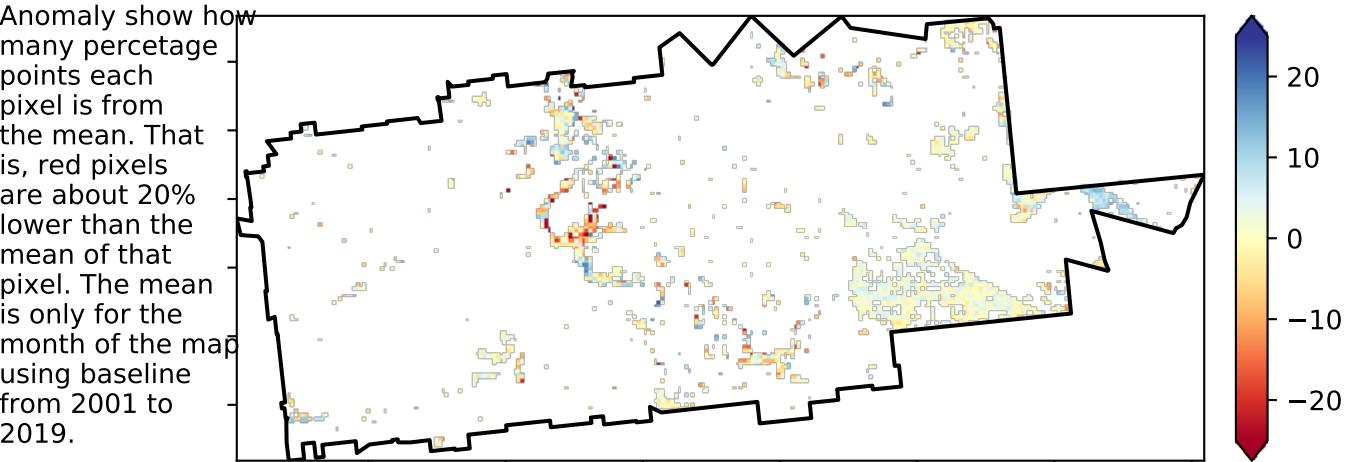 Anomaly show how
many percetage
points each
pixel is from
the mean. That
is, red pixels
are about 20%
lower than the
mean of that
pixel. The mean
is only for the
month of the map
using baseline
from 2001 to
2019.
20
10
0
−10
−20